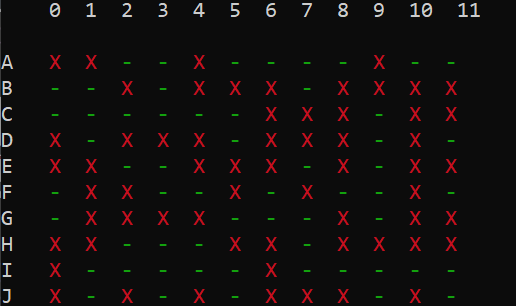 0 1 2 3 4 5 6 7 8 9 10 11
A X X - - X - - - - X - -
B - - X - X X X - X X X X
C - - - - - - X X X - X X
D X - X X X - X X X - X -
E X X - - X X X - X - X X
F - X X - - X - X - - X -
G - X X X X - - - X - X X
H X X - - - X X - X X X X
I X - - - - - X - - - - -
J X - X - X - X X X - X -